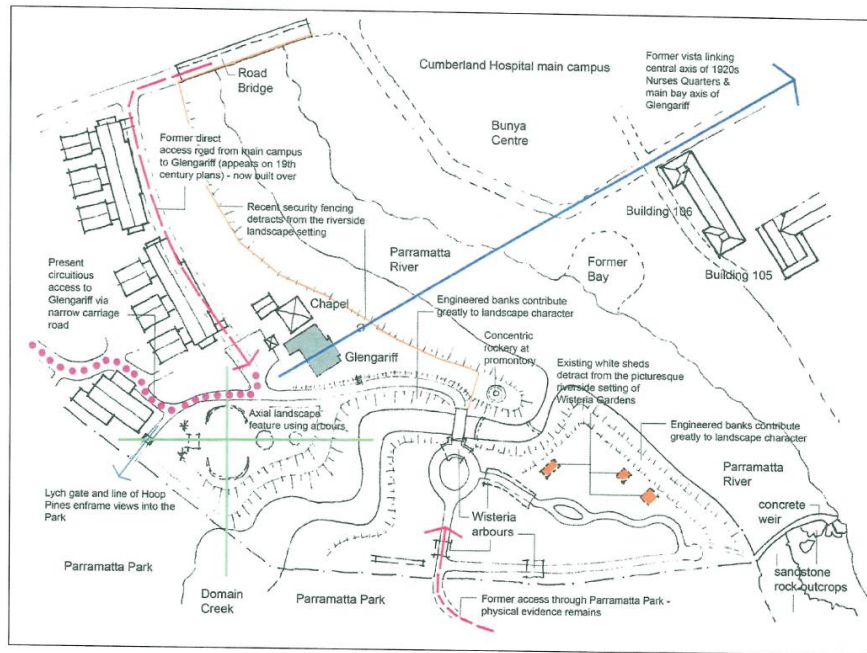 Cumberland Hospital main campus
Former vista linking
central axis of 1920s
Nurses Quarters &
main bay axis of
Glengariff
Road
Bridge
Bunya
Centre
Former direct
access road from main campus
to Glengariff (appears on 19th
century plans) - now built over
Recent security fencing
detracts from the riverside
landscape setting
Building 106
Parramatta
River
Former
Bay
Building 105
Present
circuitious
access to
Glengariff via
narrow carriage
road
Chapel
Engineered banks contribute
greatly to landscape character
Glengariff
Concentric
rockery at
promontory
Existing white sheds
detract from the picturesque
riverside setting of
Wisteria Gardens
Axial landscape
feature using arbours
Engineered banks contribute
greatly to landscape character
Parramatta
River
Lych gate and line of Hoop
Pines enframe views into the
Park
Wisteria
arbours
concrete
weir
Parramatta Park
sandstone
rock outcrops
Domain
Creek
Parramatta Park
Former access through Parramatta Park -
physical evidence remains